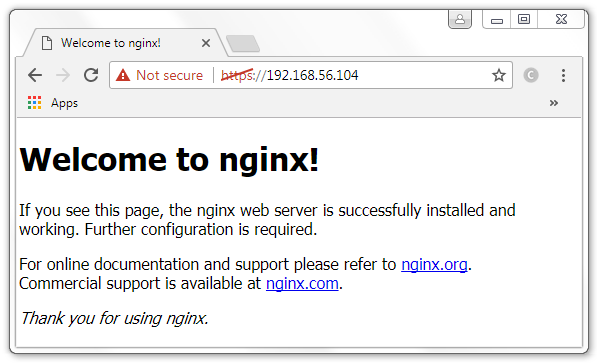 Welcome to nginx!
Not secure https://192.168.56.104
C
Apps
Welcome to nginx!
If you see this page, the nginx web server is successfully installed and
working. Further configuration is required.
For online documentation and support please refer to nginx.org.
Commercial support is available at nginx.com.
Thank you for using nginx.